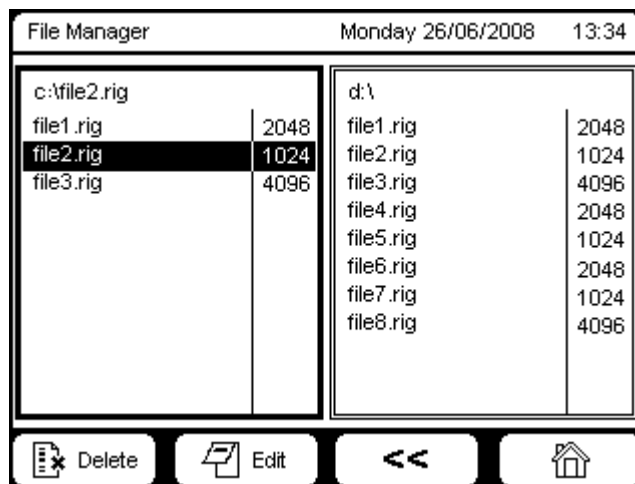 File Manager Monday 26/06/2008 13:34
c:\file2.rig
file1.rig 2048
file2.rig 1024
file3.rig 4096
d:\
file1.rig 2048
file2.rig 1024
file3.rig 4096
file4.rig 2048
file5.rig 1024
file6.rig 2048
file7.rig 1024
file8.rig 4096
Delete Edit <<